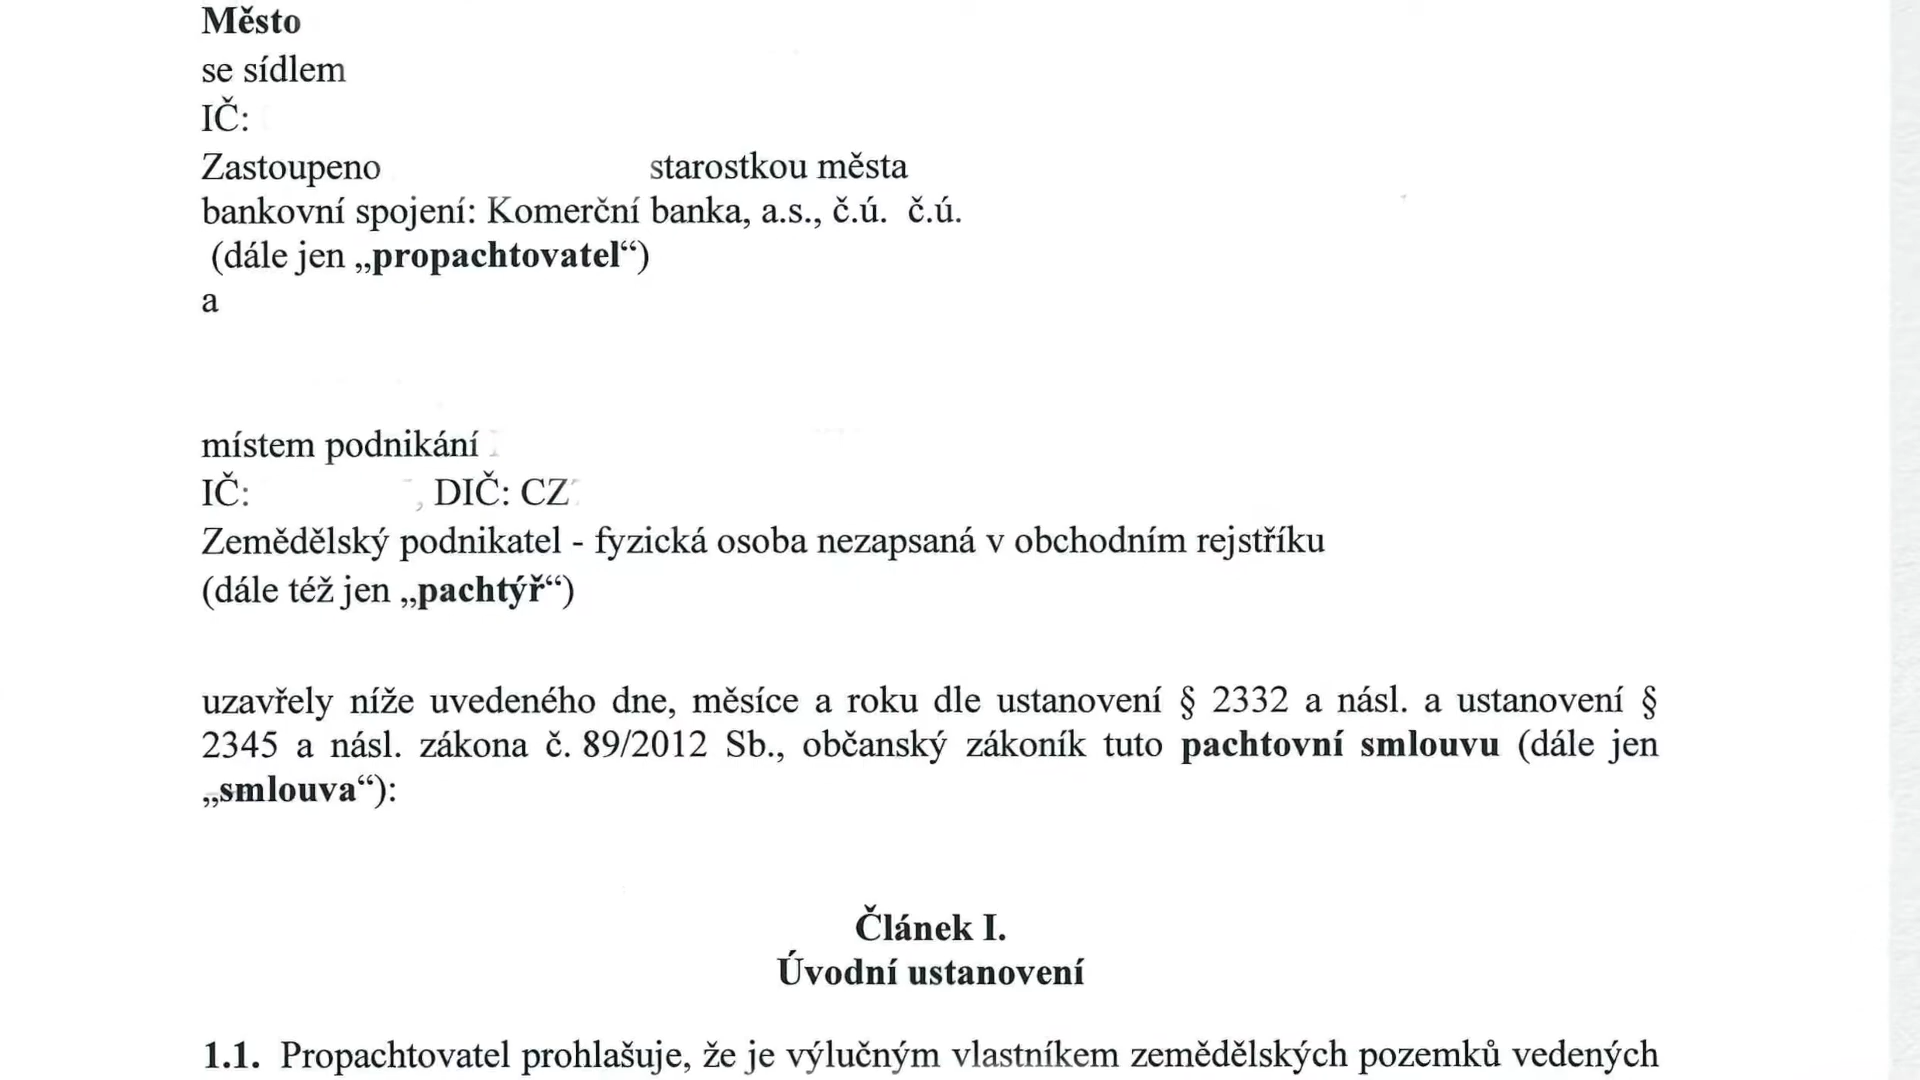 Město
se sídlem
IČ:
Zastoupeno starostkou města
bankovní spojení: Komerční banka, a.s., č.ú. č.ú.
(dále jen „propachtovatel“)
a
místem podnikání
IČ: , DIČ: CZ
Zemědělský podnikatel - fyzická osoba nezapsaná v obchodním rejstříku
(dále též jen „pachtýř“)
uzavřely níže uvedeného dne, měsíce a roku dle ustanovení § 2332 a násl. a ustanovení §
2345 a násl. zákona č. 89/2012 Sb., občanský zákoník tuto pachtovní smlouvu (dále jen
„smlouva“):
Článek I.
Úvodní ustanovení
1.1. Propachtovatel prohlašuje, že je výlučným vlastníkem zemědělských pozemků vedených